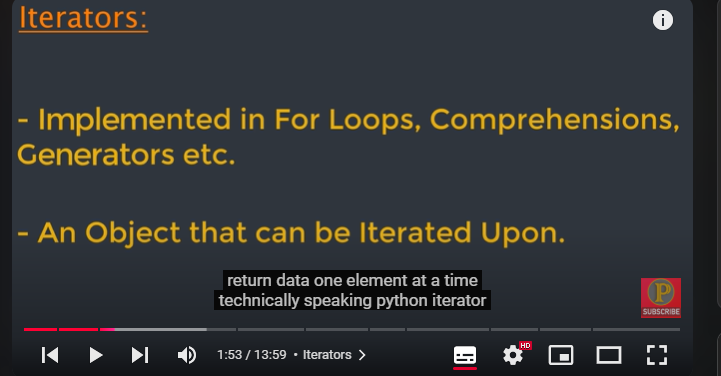 Iterators:
- Implemented in For Loops, Comprehensions,
Generators etc.
- An Object that can be Iterated Upon.
return data one element at a time
technically speaking python iterator
P
SUBSCRIBE
HD
1:53 / 13:59 • Iterators >